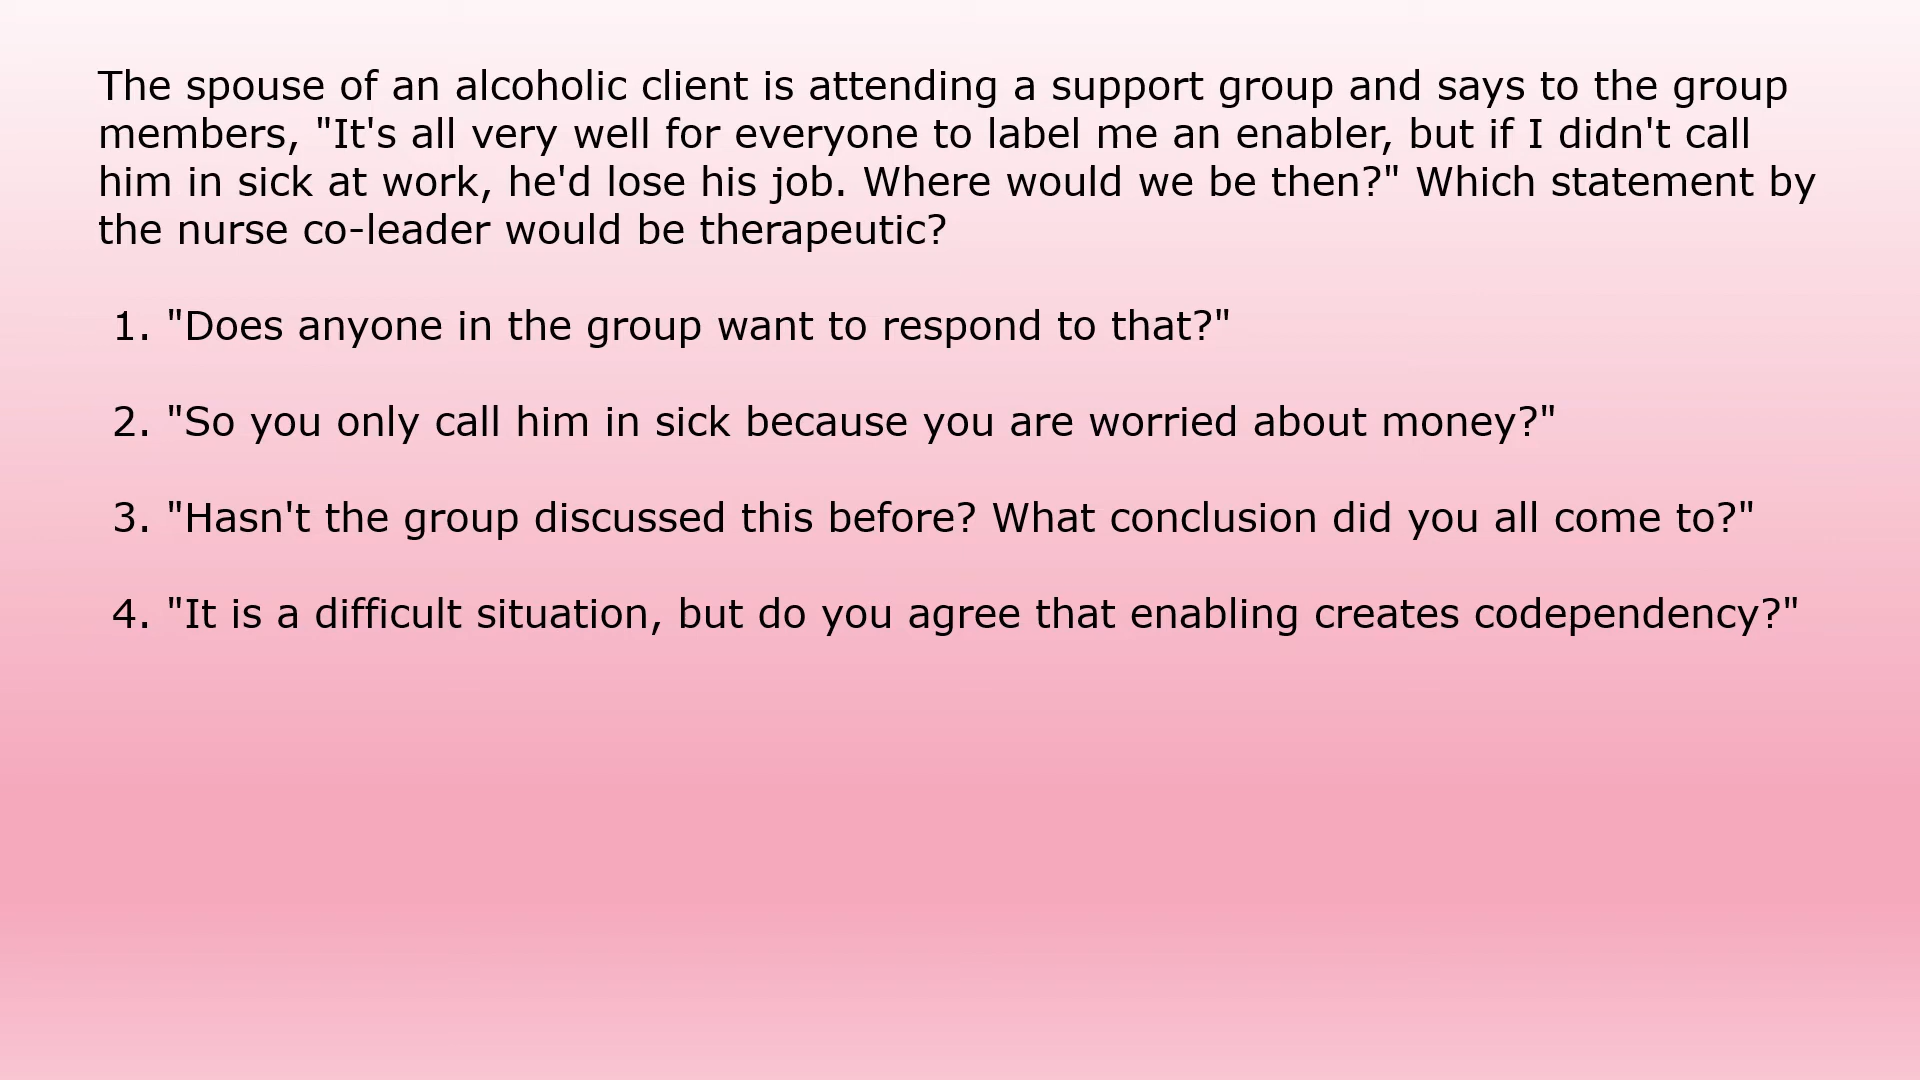 The spouse of an alcoholic client is attending a support group and says to the group
members, "It's all very well for everyone to label me an enabler, but if I didn't call
him in sick at work, he'd lose his job. Where would we be then?" Which statement by
the nurse co-leader would be therapeutic?
1. "Does anyone in the group want to respond to that?"
2. "So you only call him in sick because you are worried about money?"
3. "Hasn't the group discussed this before? What conclusion did you all come to?"
4. "It is a difficult situation, but do you agree that enabling creates codependency?"